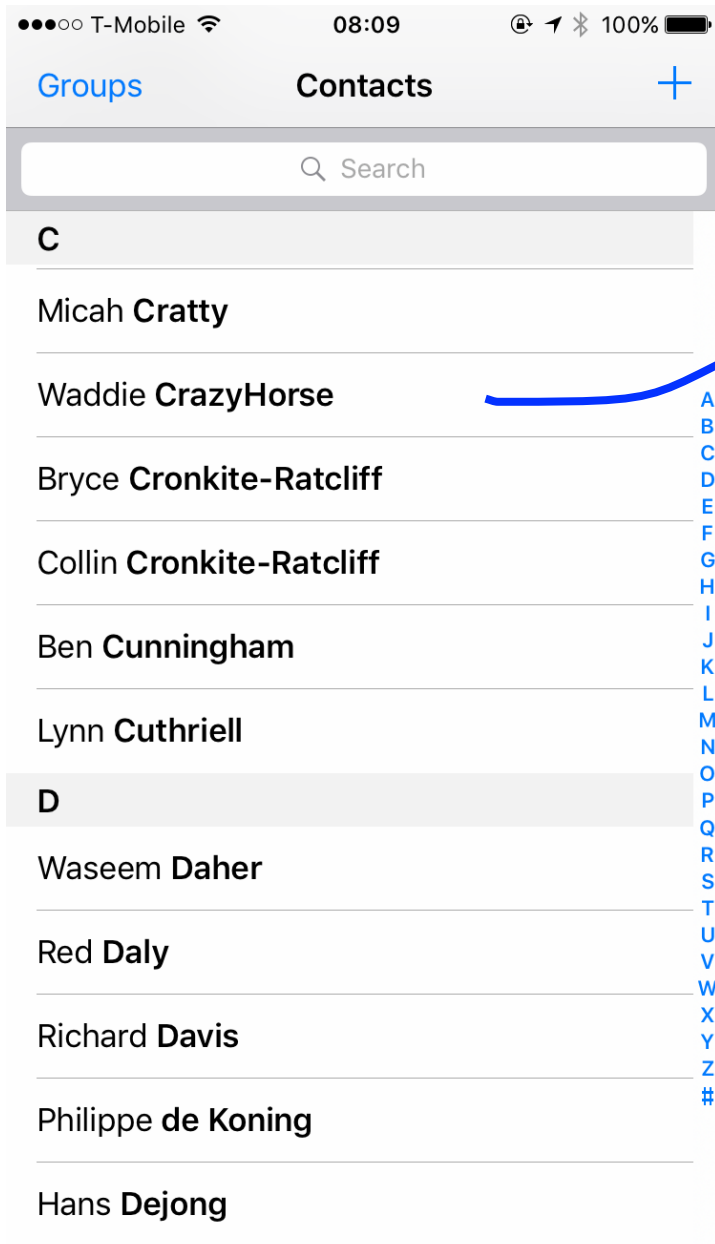 T-Mobile 08:09 100%
Groups Contacts +
Search
C
Micah Cratty
Waddie CrazyHorse
Bryce Cronkite-Ratcliff
Collin Cronkite-Ratcliff
Ben Cunningham
Lynn Cuthriell
D
Waseem Daher
Red Daly
Richard Davis
Philippe de Koning
Hans Dejong
A
B
C
D
E
F
G
H
I
J
K
L
M
N
O
P
Q
R
S
T
U
V
W
X
Y
Z
#